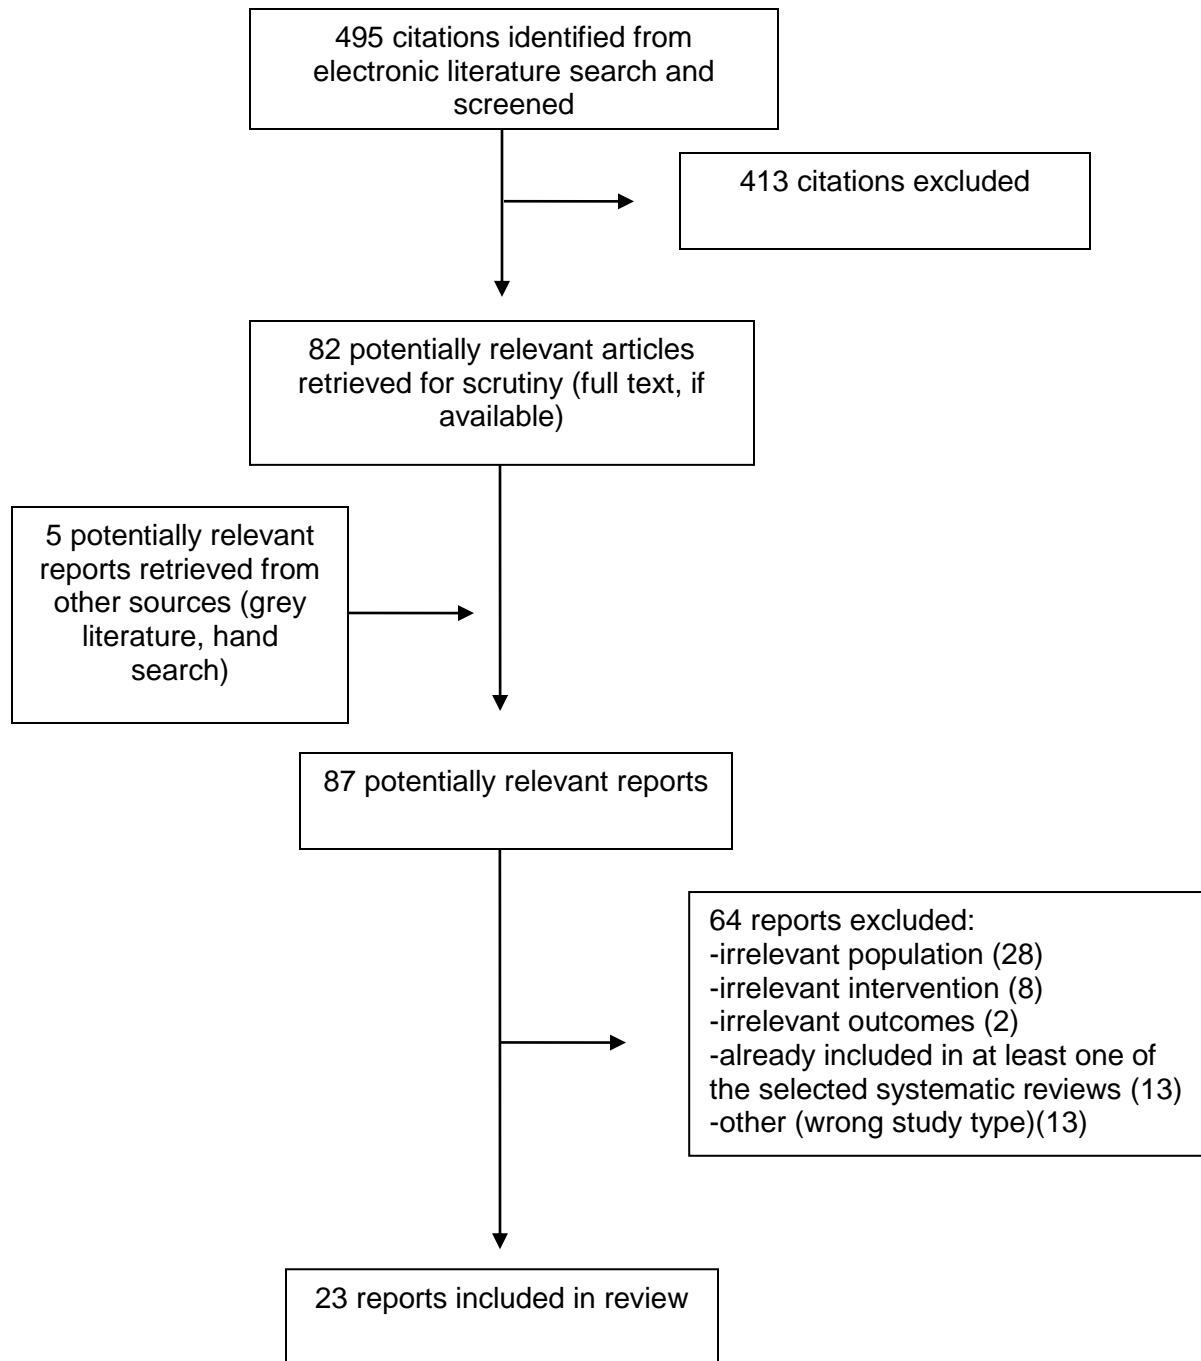 495 citations identified from
electronic literature search and
screened
413 citations excluded
82 potentially relevant articles
retrieved for scrutiny (full text, if
available)
5 potentially relevant
reports retrieved from
other sources (grey
literature, hand
search)
87 potentially relevant reports
64 reports excluded:
-irrelevant population (28)
-irrelevant intervention (8)
-irrelevant outcomes (2)
-already included in at least one of
the selected systematic reviews (13)
-other (wrong study type)(13)
23 reports included in review